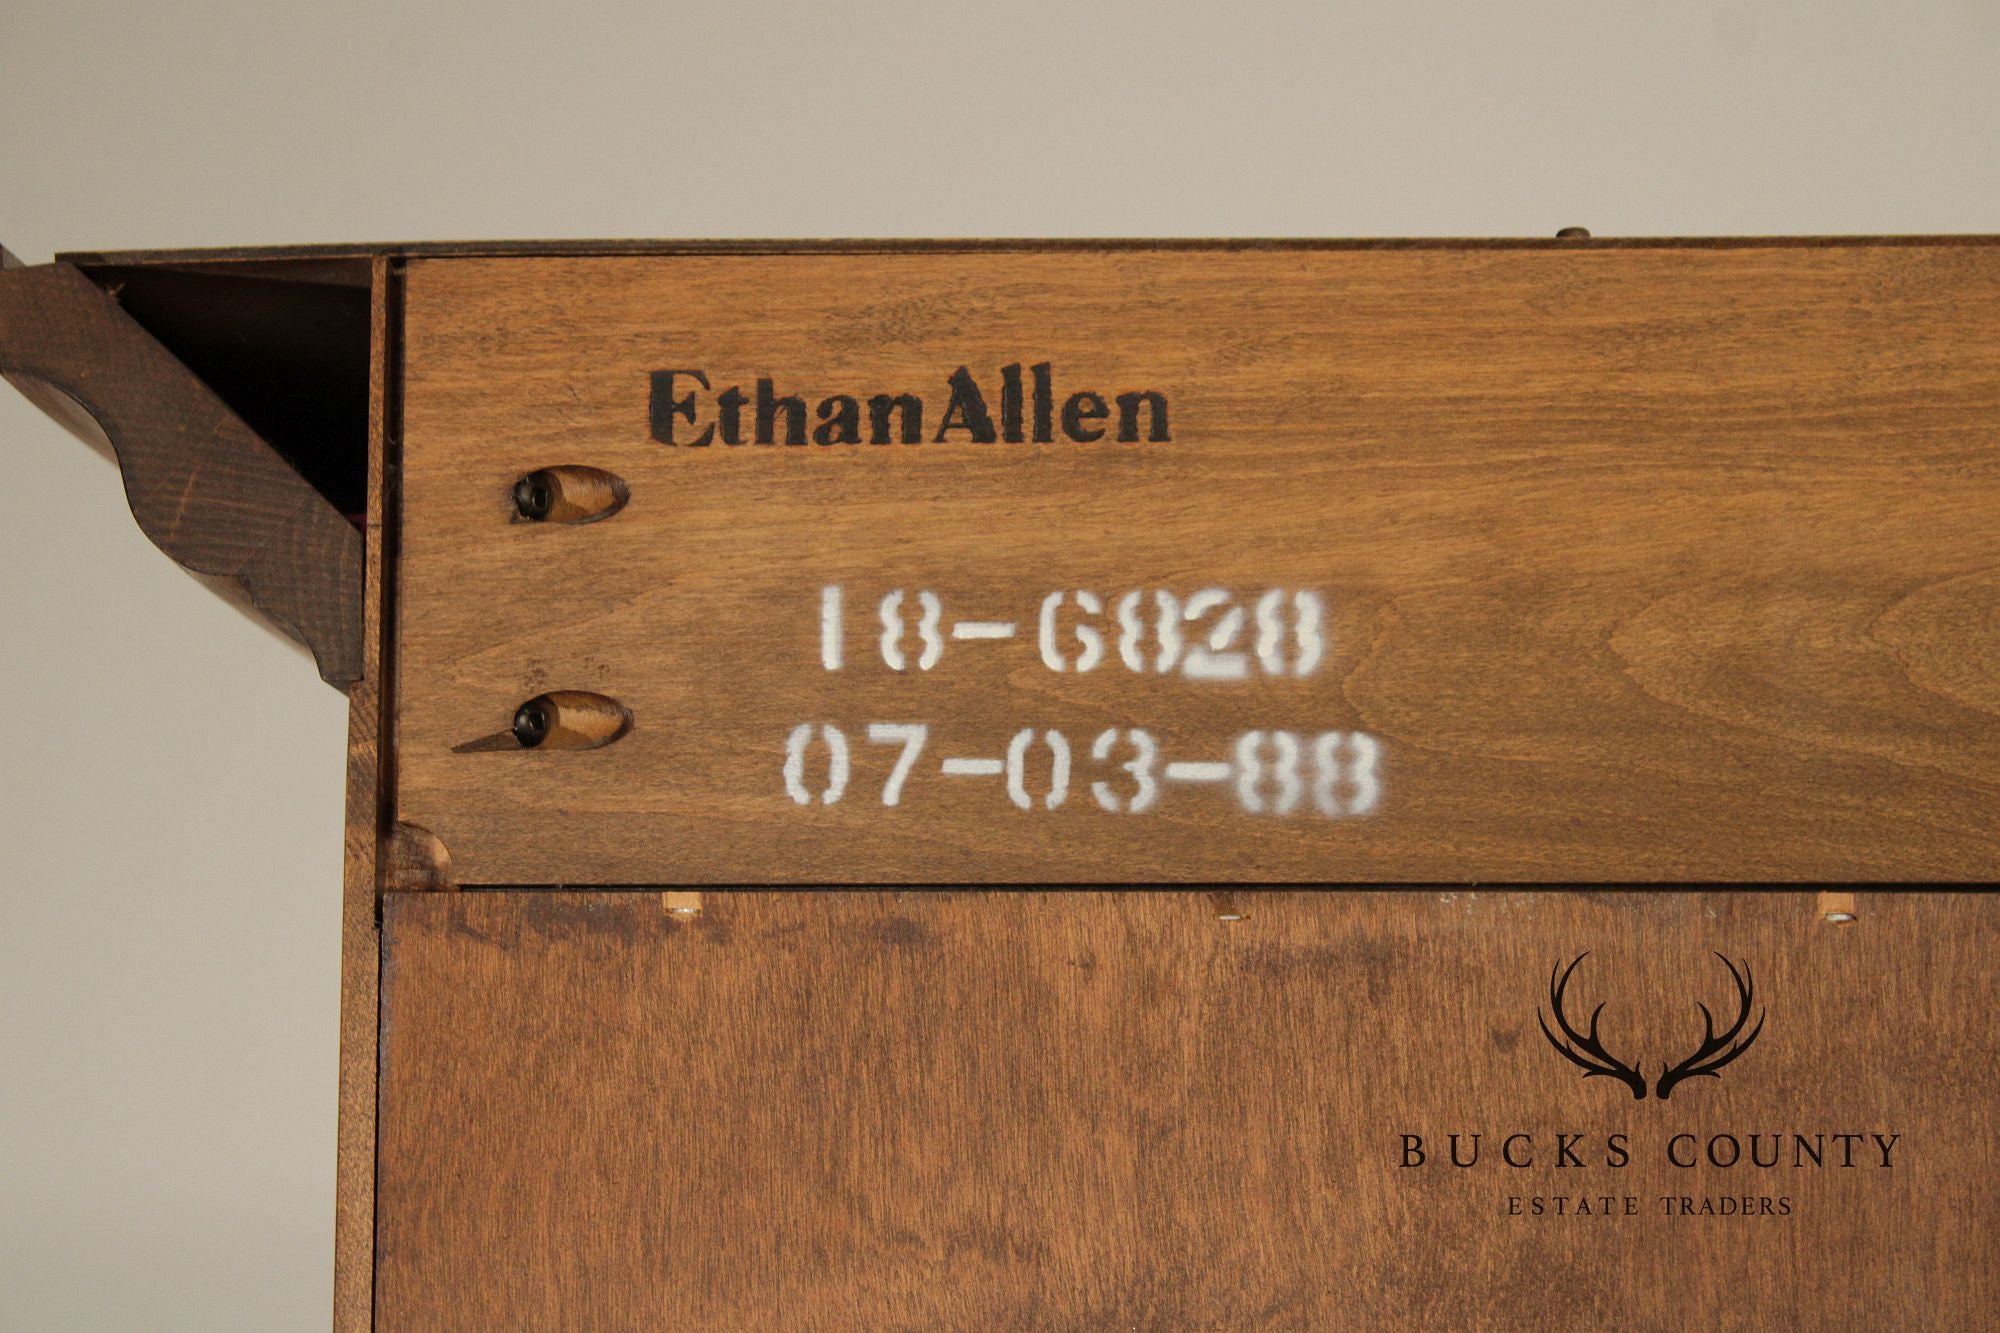 EthanAllen
18-6828
07-03-88
BUCKS COUNTY
ESTATE TRADERS